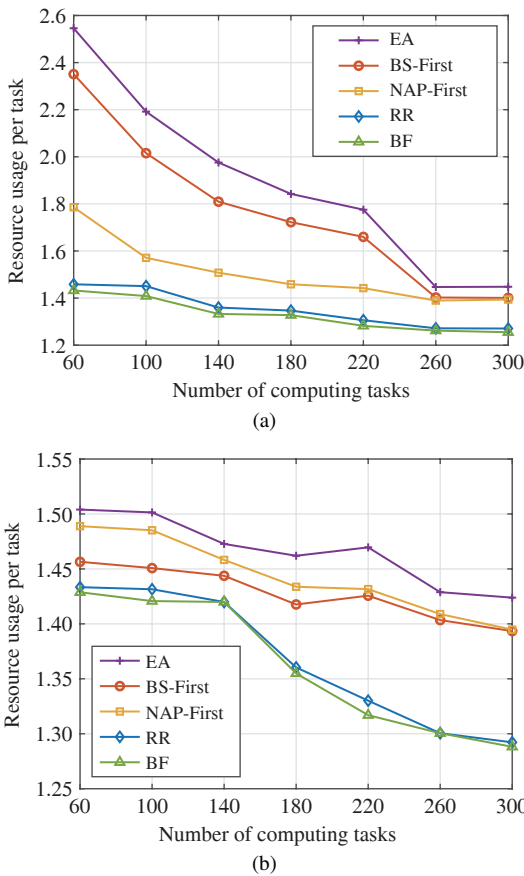 2.6
2.4
2.2
2.0
1.8
1.6
1.4
1.2
Resource usage per task
EA
BS-First
NAP-First
RR
BF
60 100 140 180 220 260 300
Number of computing tasks
(a)
1.55
1.50
1.45
1.40
1.35
1.30
1.25
Resource usage per task
EA
BS-First
NAP-First
RR
BF
60 100 140 180 220 260 300
Number of computing tasks
(b)